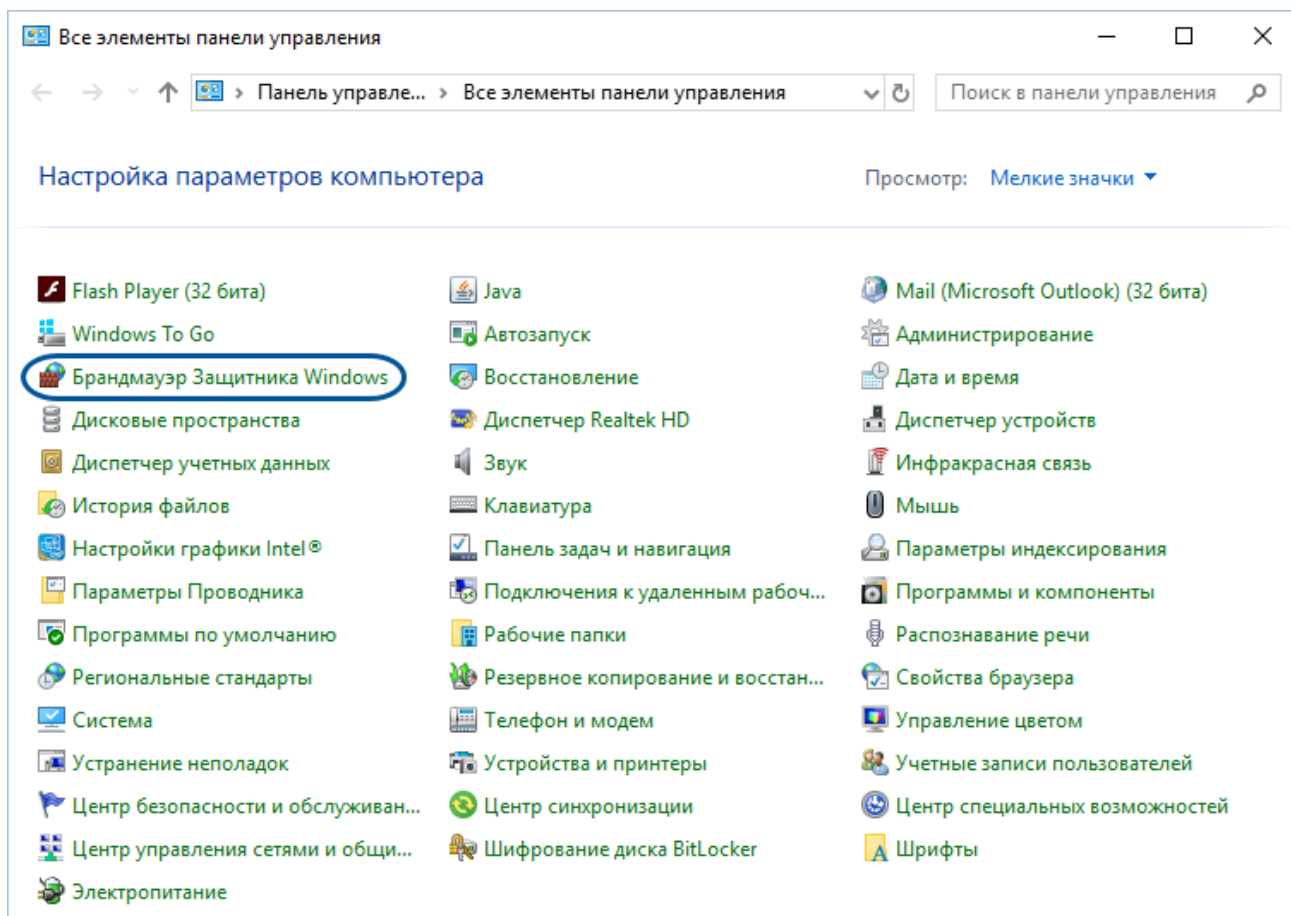 Все элементы панели управления
Панель управле... > Все элементы панели управления
Поиск в панели управления
Настройка параметров компьютера
Просмотр: Мелкие значки
Flash Player (32 бита)
Java
Mail (Microsoft Outlook) (32 бита)
Windows To Go
Автозапуск
Администрирование
Брандмауэр Защитника Windows
Восстановление
Дата и время
Дисковые пространства
Диспетчер Realtek HD
Диспетчер устройств
Диспетчер учетных данных
Звук
Инфракрасная связь
История файлов
Клавиатура
Мышь
Настройки графики Intel®
Панель задач и навигация
Параметры индексирования
Параметры Проводника
Подключения к удаленным рабоч...
Программы и компоненты
Программы по умолчанию
Рабочие папки
Распознавание речи
Региональные стандарты
Резервное копирование и восстан...
Свойства браузера
Система
Телефон и модем
Управление цветом
Устранение неполадок
Устройства и принтеры
Учетные записи пользователей
Центр безопасности и обслуживан...
Центр синхронизации
Центр специальных возможностей
Центр управления сетями и общи...
Шифрование диска BitLocker
Шрифты
Электропитание